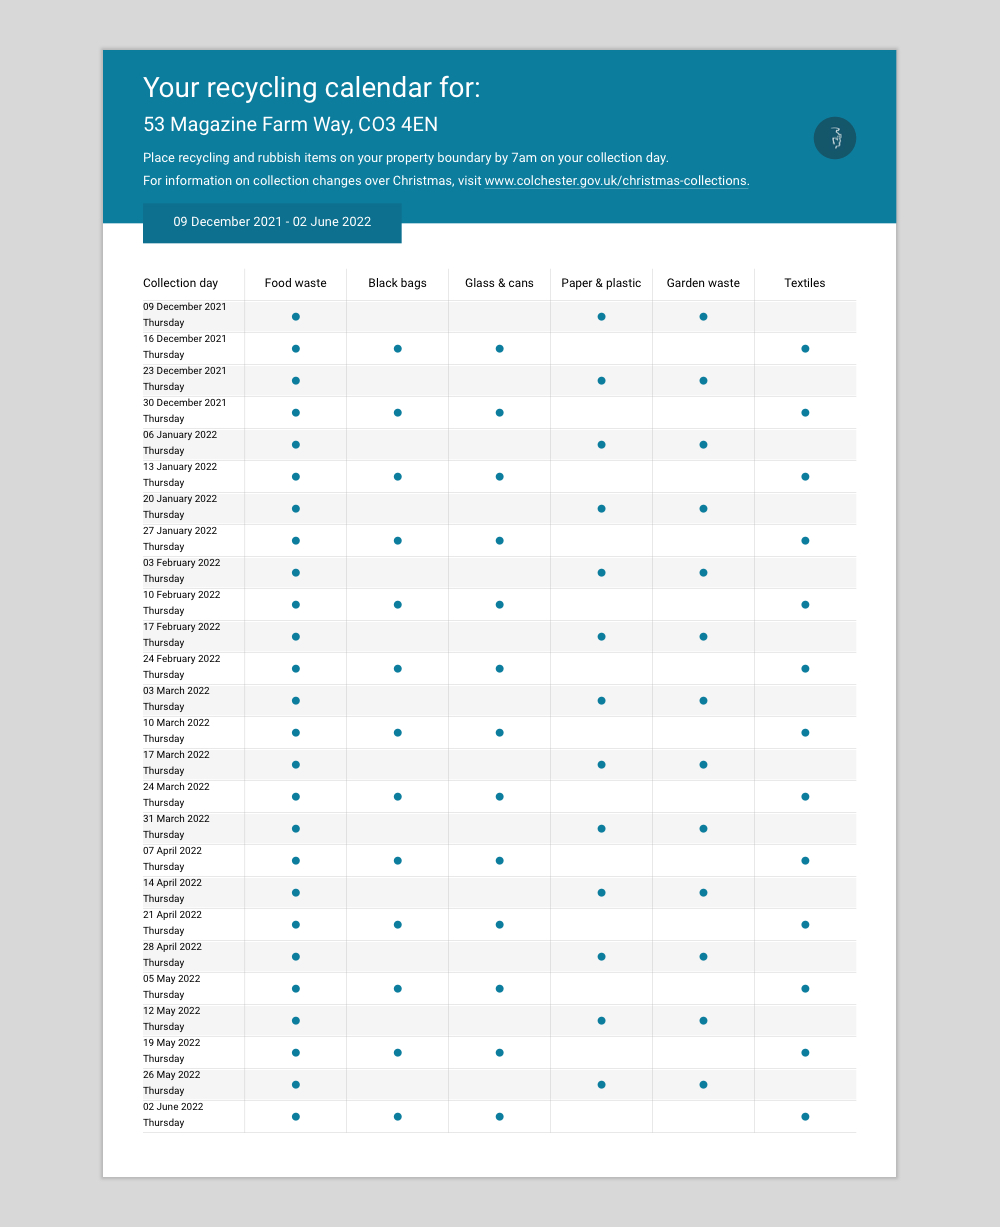 Your recycling calendar for:
53 Magazine Farm Way, CO3 4EN
Place recycling and rubbish items on your property boundary by 7am on your collection day.
For information on collection changes over Christmas, visit www.colchester.gov.uk/christmas-collections.
09 December 2021 - 02 June 2022
Collection day Food waste Black bags Glass & cans Paper & plastic Garden waste Textiles
09 December 2021
Thursday
16 December 2021
Thursday
23 December 2021
Thursday
30 December 2021
Thursday
06 January 2022
Thursday
13 January 2022
Thursday
20 January 2022
Thursday
27 January 2022
Thursday
03 February 2022
Thursday
10 February 2022
Thursday
17 February 2022
Thursday
24 February 2022
Thursday
03 March 2022
Thursday
10 March 2022
Thursday
17 March 2022
Thursday
24 March 2022
Thursday
31 March 2022
Thursday
07 April 2022
Thursday
14 April 2022
Thursday
21 April 2022
Thursday
28 April 2022
Thursday
05 May 2022
Thursday
12 May 2022
Thursday
19 May 2022
Thursday
26 May 2022
Thursday
02 June 2022
Thursday